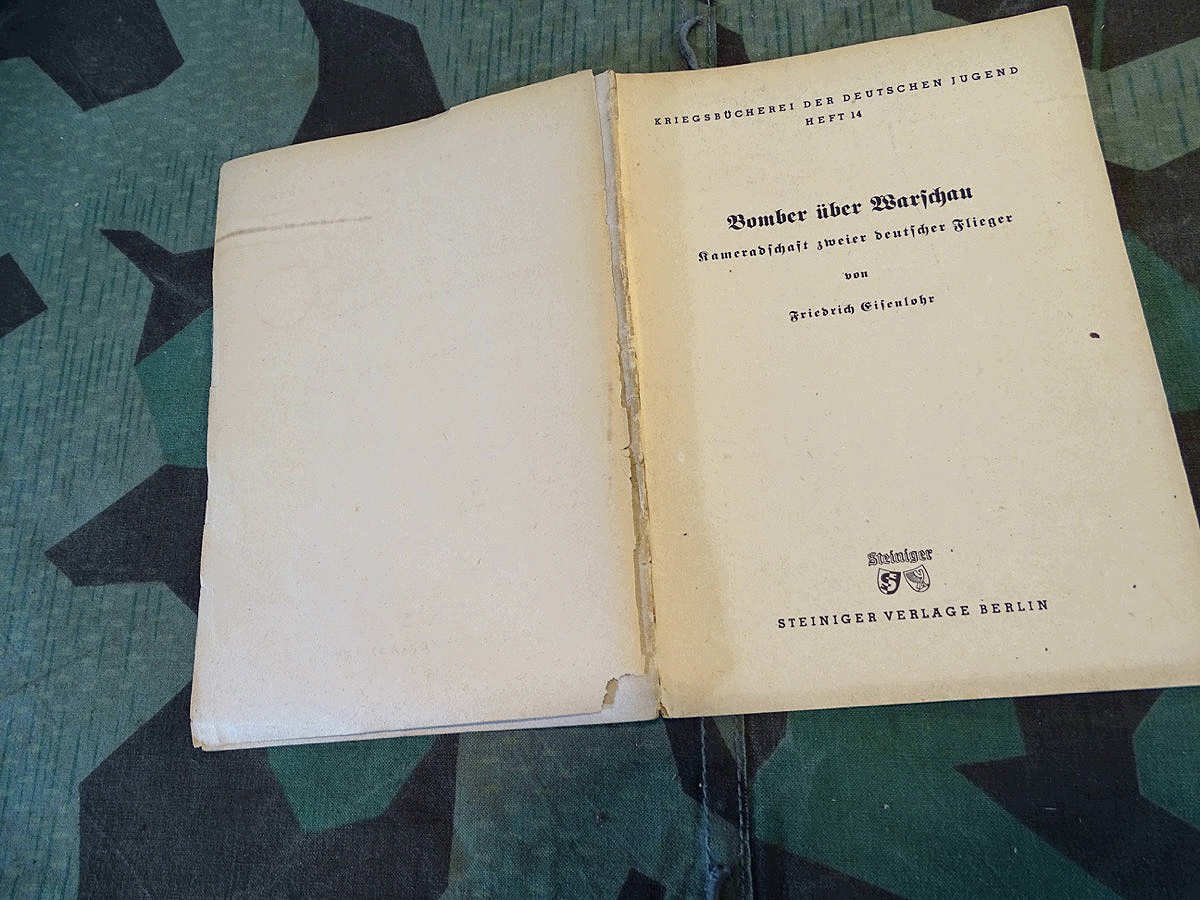 KRIEGSBÜCHEREI DER DEUTSCHEN JUGEND
HEFT 14
Bomber über Warſchau
Kameradſchaft zweier deutſcher Flieger
von
Friedrich Eiſenlohr
Steiniger
STEINIGER VERLAGE BERLIN